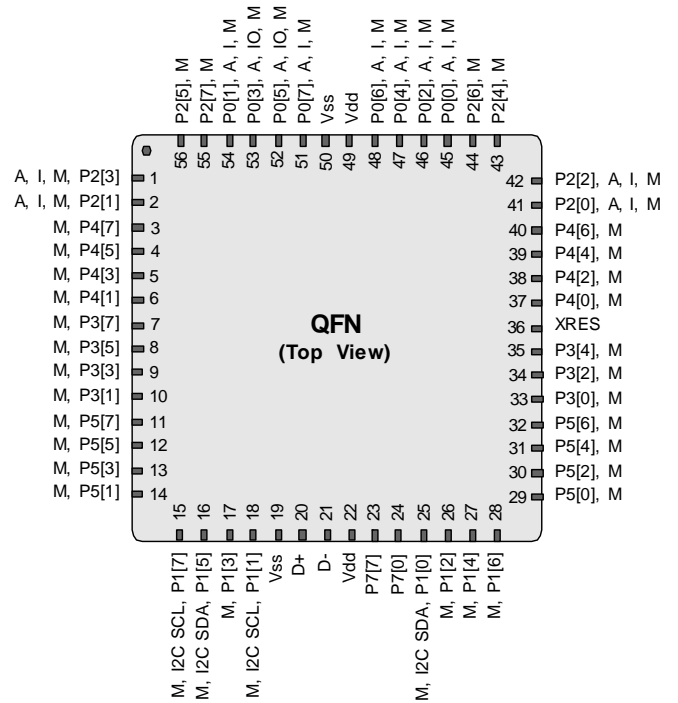 P2[5], M
P2[7], M
P0[1], A, I, M
P0[3], A, IO, M
P0[5], A, IO, M
P0[7], A, I, M
Vss
Vdd
P0[6], A, I, M
P0[4], A, I, M
P0[2], A, I, M
P0[0], A, I, M
P2[6], M
P2[4], M
56
55
54
53
52
51
50
49
48
47
46
45
44
43
A, I, M, P2[3] 1
A, I, M, P2[1] 2
M, P4[7] 3
M, P4[5] 4
M, P4[3] 5
M, P4[1] 6
M, P3[7] 7
M, P3[5] 8
M, P3[3] 9
M, P3[1] 10
M, P5[7] 11
M, P5[5] 12
M, P5[3] 13
M, P5[1] 14
QFN
(Top View)
42 P2[2], A, I, M
41 P2[0], A, I, M
40 P4[6], M
39 P4[4], M
38 P4[2], M
37 P4[0], M
36 XRES
35 P3[4], M
34 P3[2], M
33 P3[0], M
32 P5[6], M
31 P5[4], M
30 P5[2], M
29 P5[0], M
15
16
17
18
19
20
21
22
23
24
25
26
27
28
M, I2C SCL, P1[7]
M, I2C SDA, P1[5]
M, P1[3]
M, I2C SCL, P1[1]
Vss
D+
D-
Vdd
P7[7]
P7[0]
M, I2C SDA, P1[0]
M, P1[2]
M, P1[4]
M, P1[6]